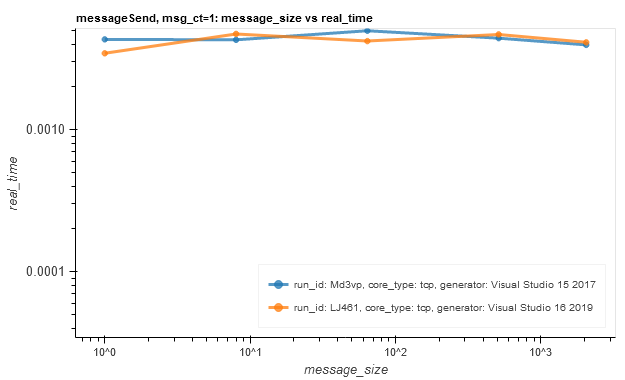 messageSend, msg_ct=1: message_size vs real_time
real_time
0.0010
0.0001
run_id: Md3vp, core_type: tcp, generator: Visual Studio 15 2017
run_id: LJ461, core_type: tcp, generator: Visual Studio 16 2019
10^0
10^1
10^2
10^3
message_size